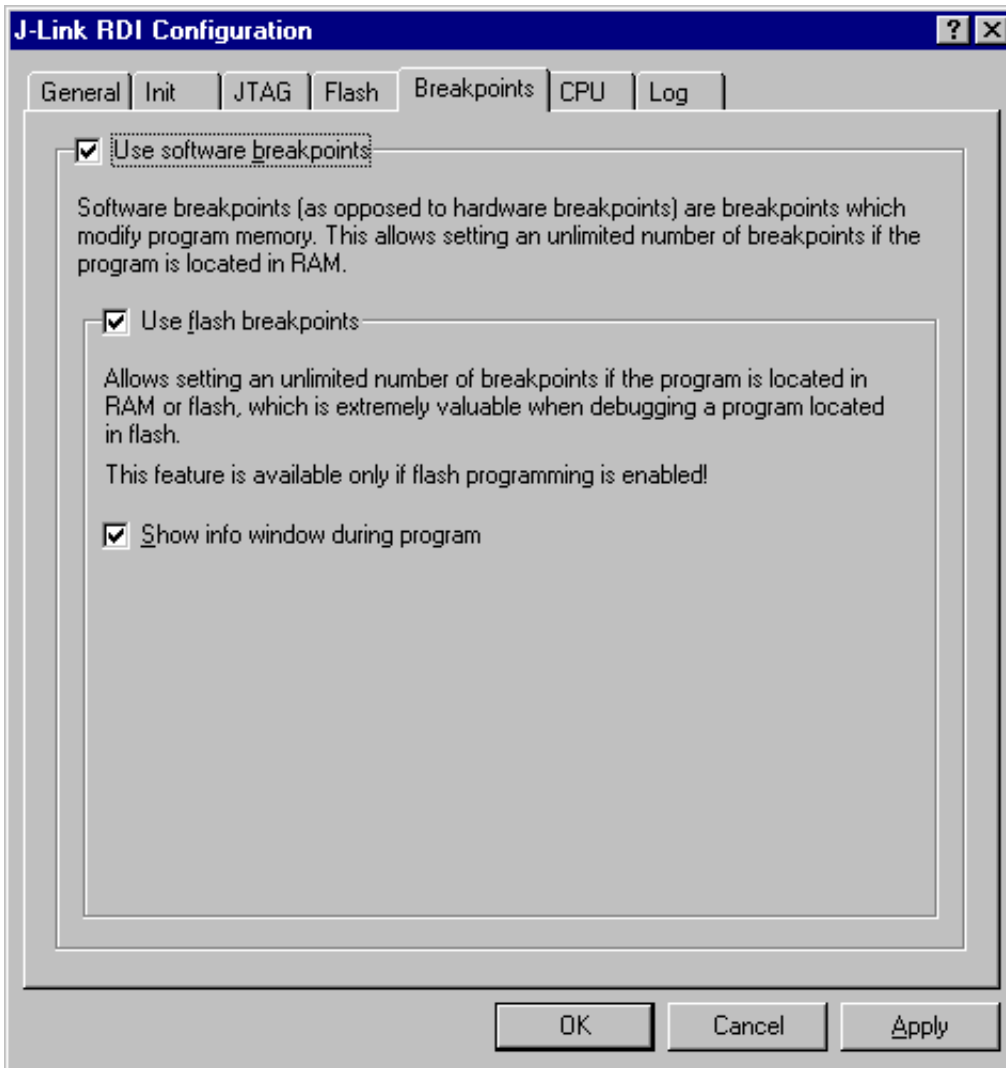 J-Link RDI Configuration
General Init JTAG Flash Breakpoints CPU Log
Use software breakpoints
Software breakpoints (as opposed to hardware breakpoints) are breakpoints which
modify program memory. This allows setting an unlimited number of breakpoints if the
program is located in RAM.
Use flash breakpoints
Allows setting an unlimited number of breakpoints if the program is located in
RAM or flash, which is extremely valuable when debugging a program located
in flash.
This feature is available only if flash programming is enabled!
Show info window during program
OK Cancel Apply